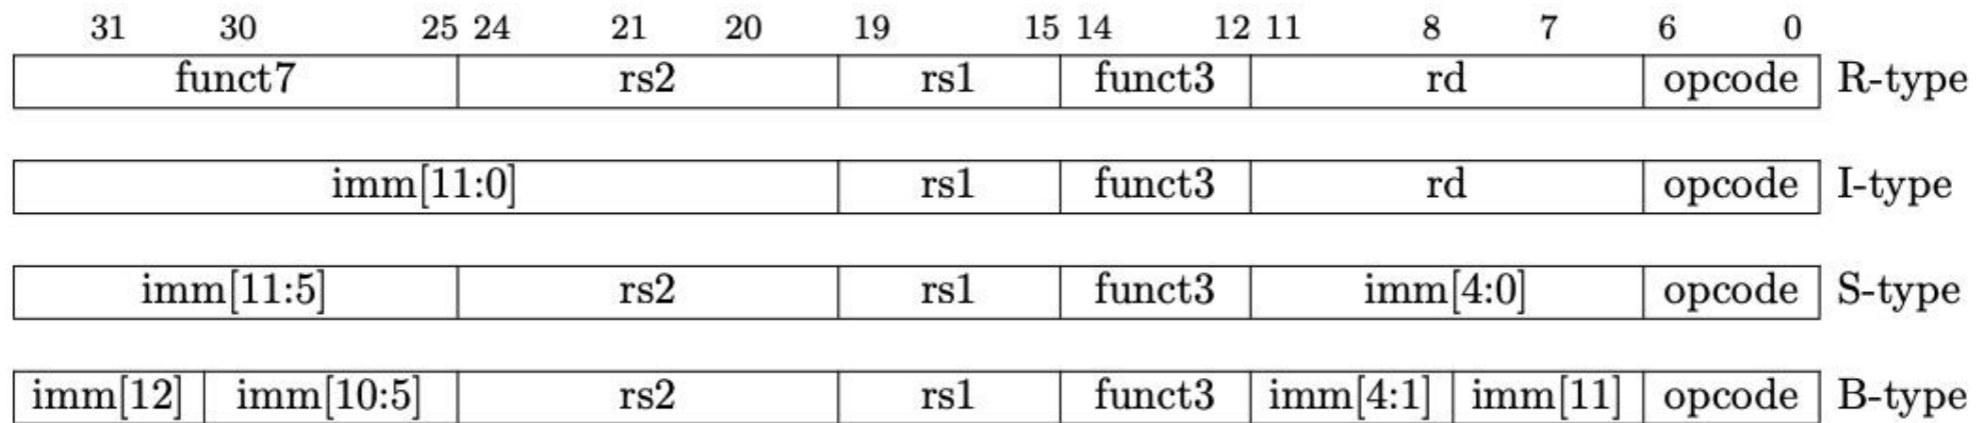 31 30 25 24 21 20 19 15 14 12 11 8 7 6 0
funct7 rs2 rs1 funct3 rd opcode R-type
imm[11:0] rs1 funct3 rd opcode I-type
imm[11:5] rs2 rs1 funct3 imm[4:0] opcode S-type
imm[12] imm[10:5] rs2 rs1 funct3 imm[4:1] imm[11] opcode B-type